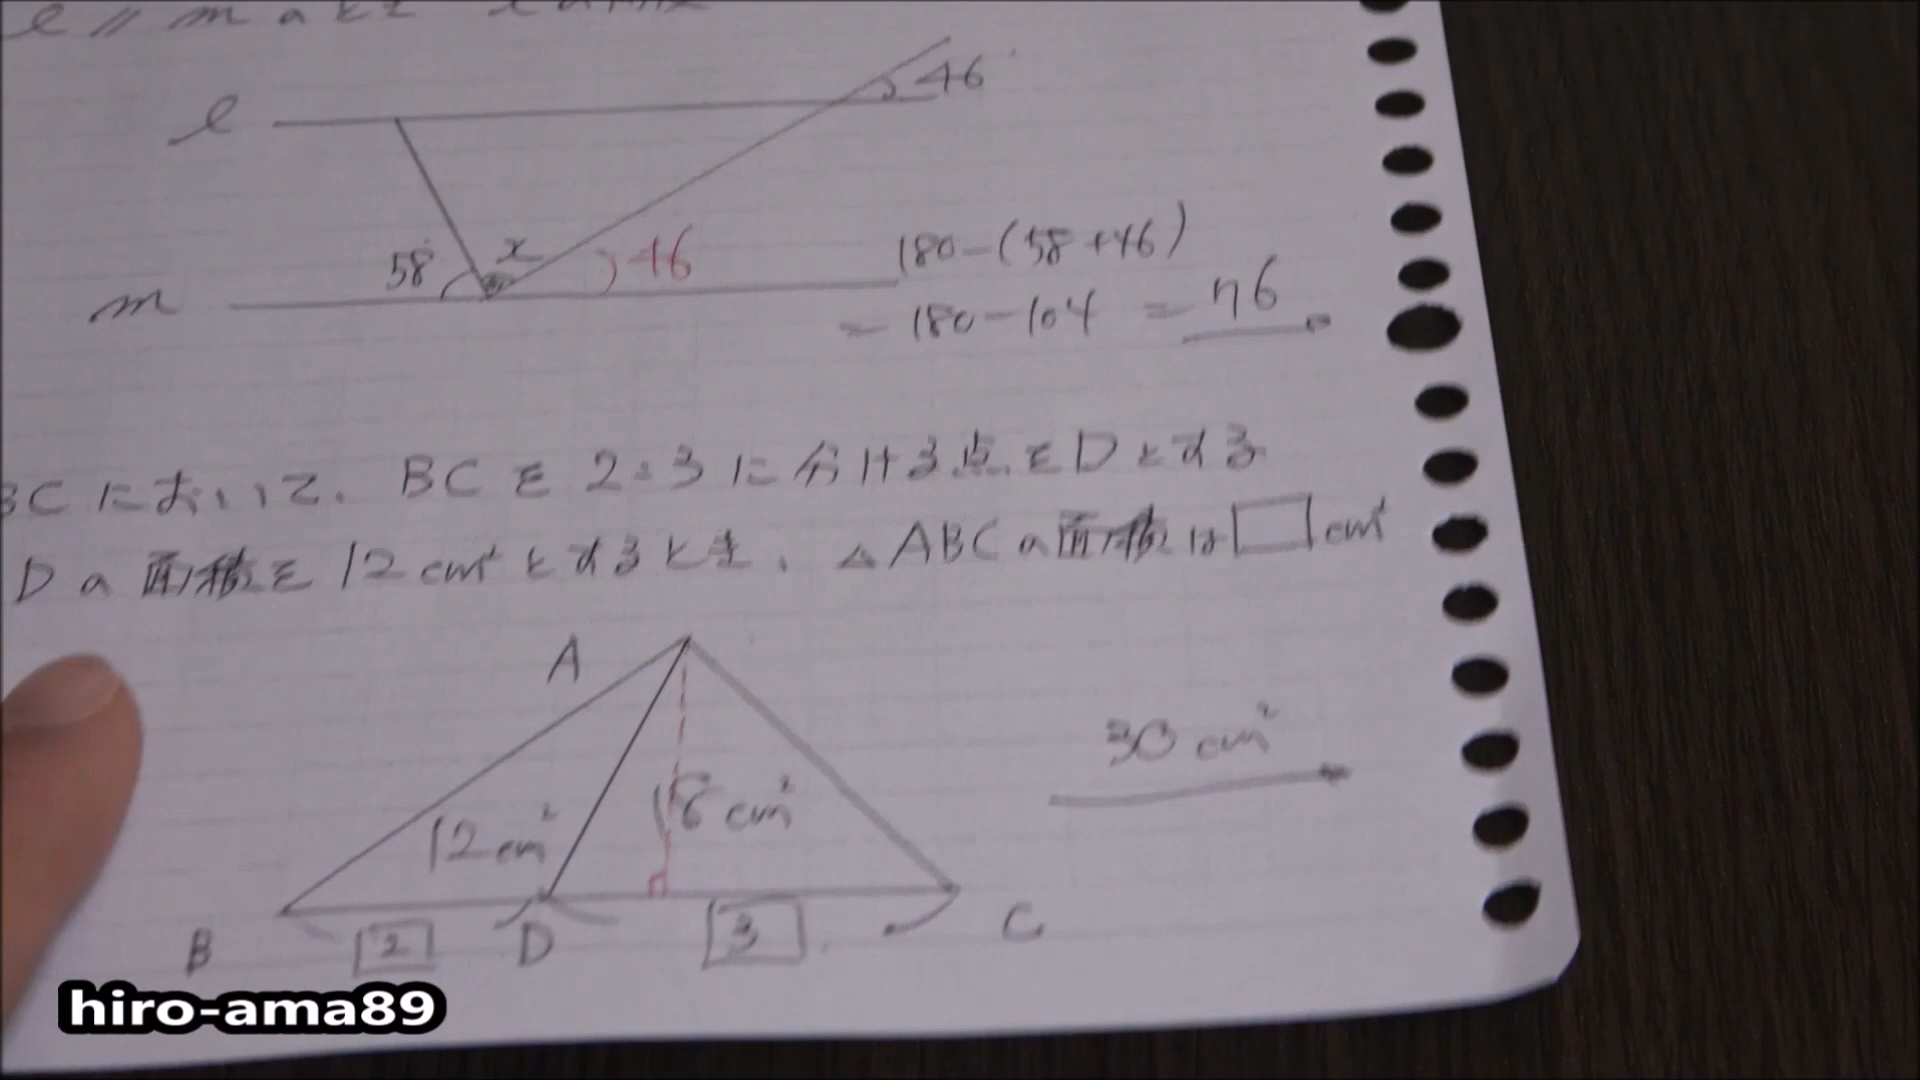 l // m のとき
l
46°
58° x 46
m
180-(58+46)
= 180-104 = 76
BCにおいて、BCを2:3に分ける点をDとする
Dの面積を12cm²とするとき、△ABCの面積は□cm²
A
30cm²
12cm² 18cm²
B 2 D 3 C
hiro-ama89